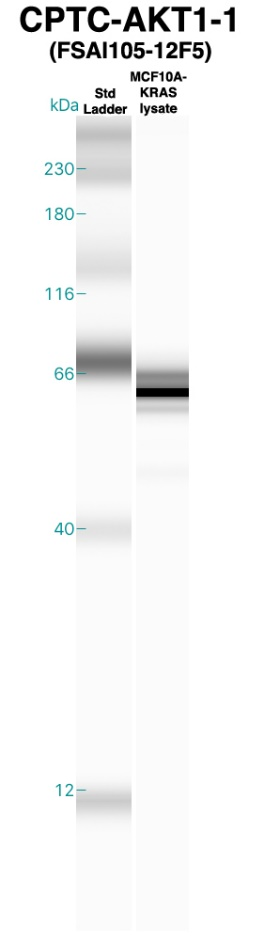 CPTC-AKT1-1
(FSAI105-12F5)
MCF10A-
Std KRAS
kDa Ladder lysate
230
180
116
66
40
12